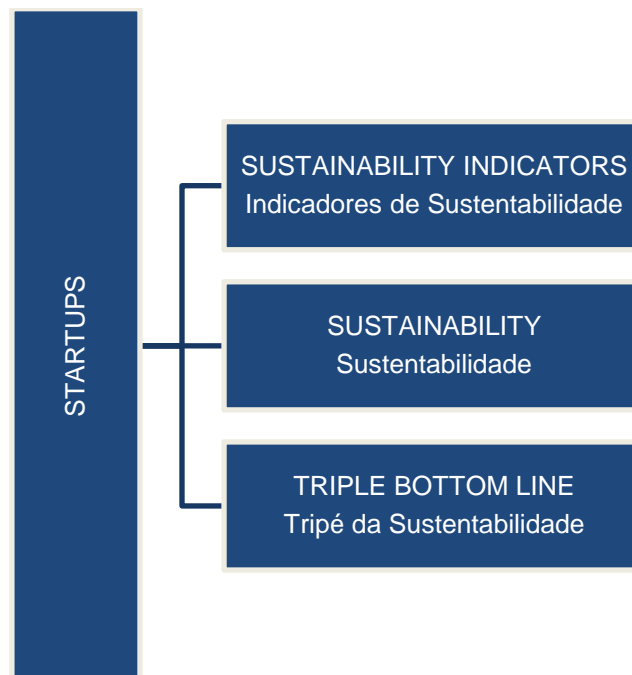 STARTUPS
SUSTAINABILITY INDICATORS
Indicadores de Sustentabilidade
SUSTAINABILITY
Sustentabilidade
TRIPLE BOTTOM LINE
Tripé da Sustentabilidade